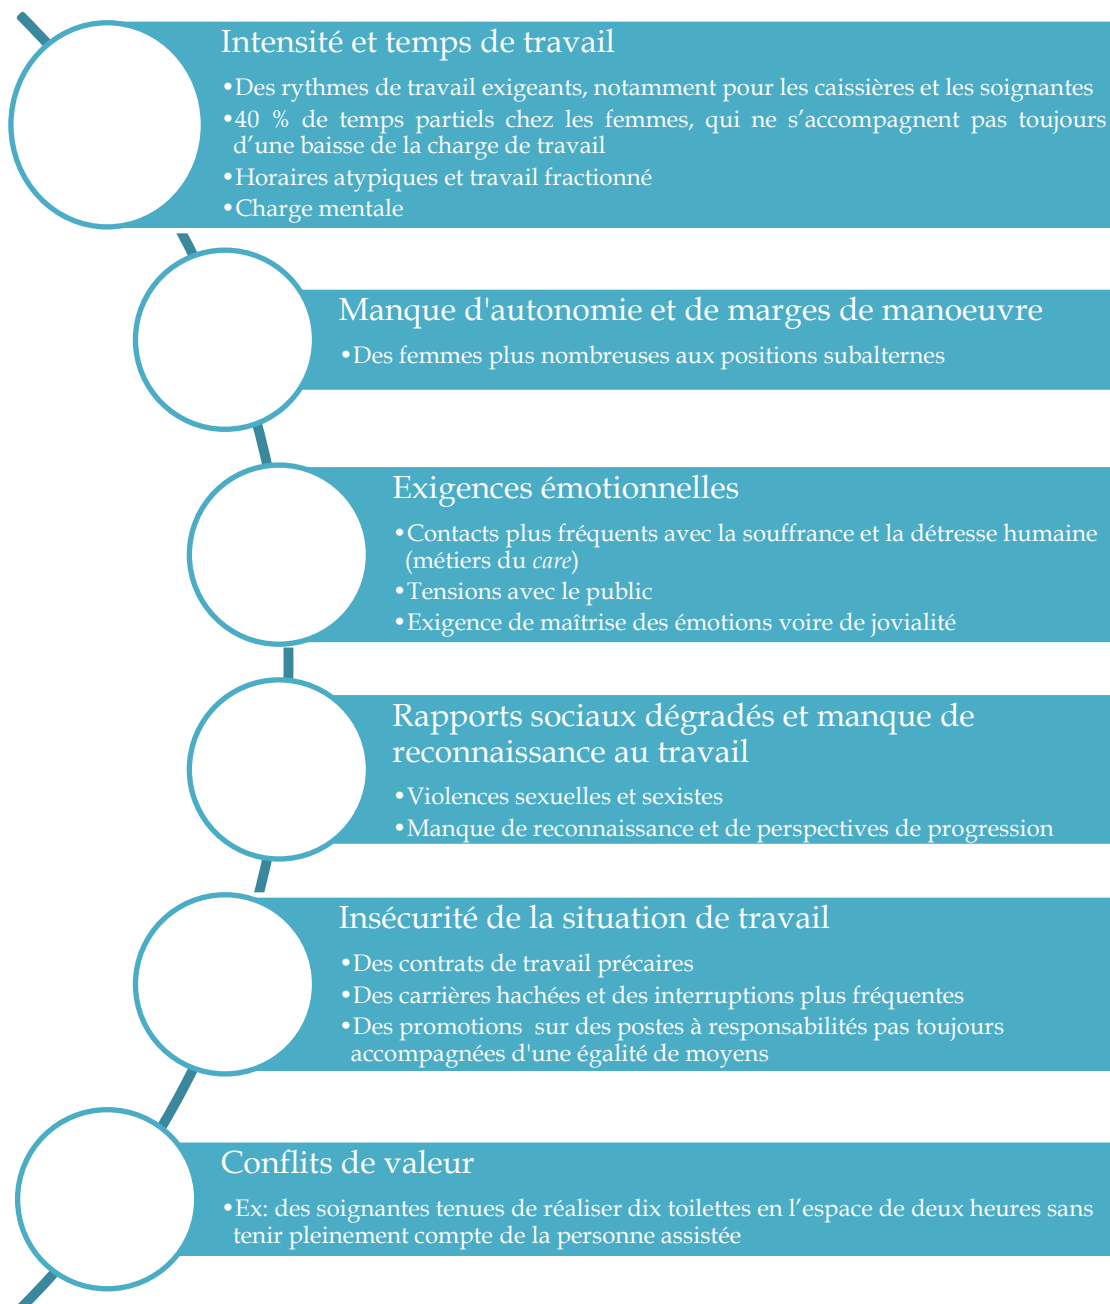 Intensité et temps de travail
•Des rythmes de travail exigeants, notamment pour les caissières et les soignantes
•40 % de temps partiels chez les femmes, qui ne s’accompagnent pas toujours
d’une baisse de la charge de travail
•Horaires atypiques et travail fractionné
•Charge mentale
Manque d'autonomie et de marges de manoeuvre
•Des femmes plus nombreuses aux positions subalternes
Exigences émotionnelles
•Contacts plus fréquents avec la souffrance et la détresse humaine
(métiers du care)
•Tensions avec le public
•Exigence de maîtrise des émotions voire de jovialité
Rapports sociaux dégradés et manque de
reconnaissance au travail
•Violences sexuelles et sexistes
•Manque de reconnaissance et de perspectives de progression
Insécurité de la situation de travail
•Des contrats de travail précaires
•Des carrières hachées et des interruptions plus fréquentes
•Des promotions sur des postes à responsabilités pas toujours
accompagnées d'une égalité de moyens
Conflits de valeur
•Ex: des soignantes tenues de réaliser dix toilettes en l’espace de deux heures sans
tenir pleinement compte de la personne assistée